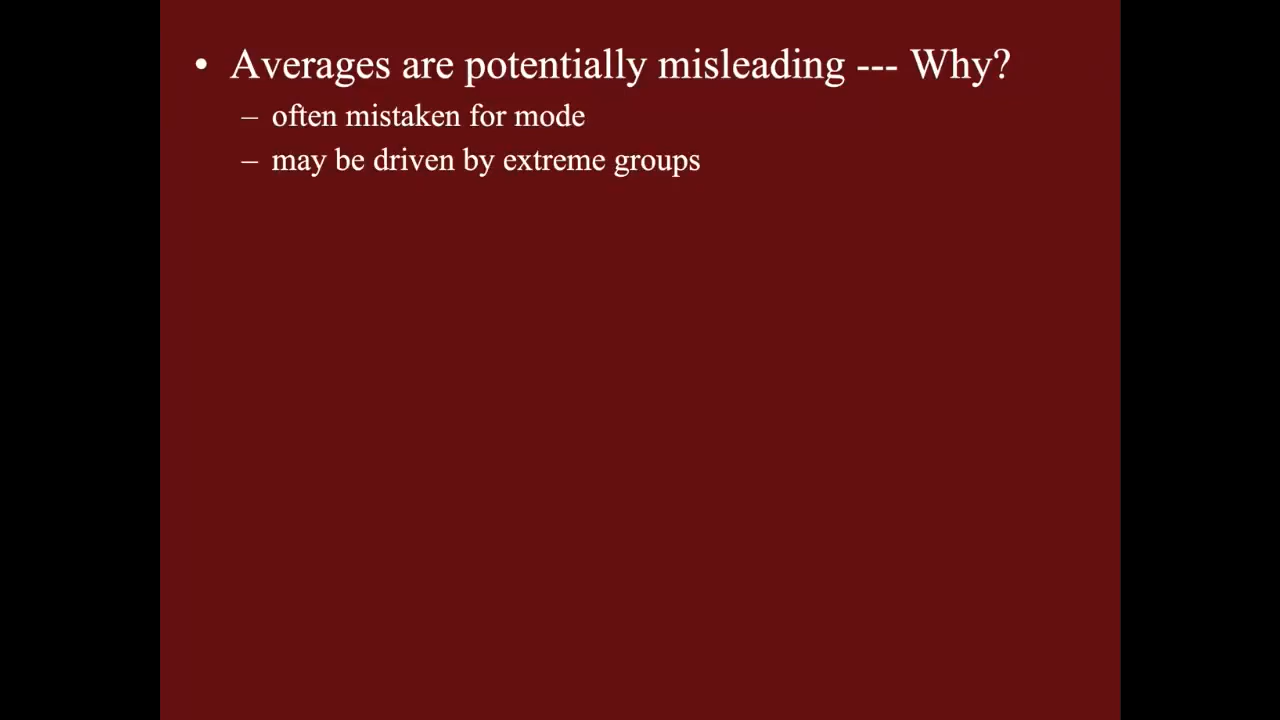 • Averages are potentially misleading --- Why?
– often mistaken for mode
– may be driven by extreme groups